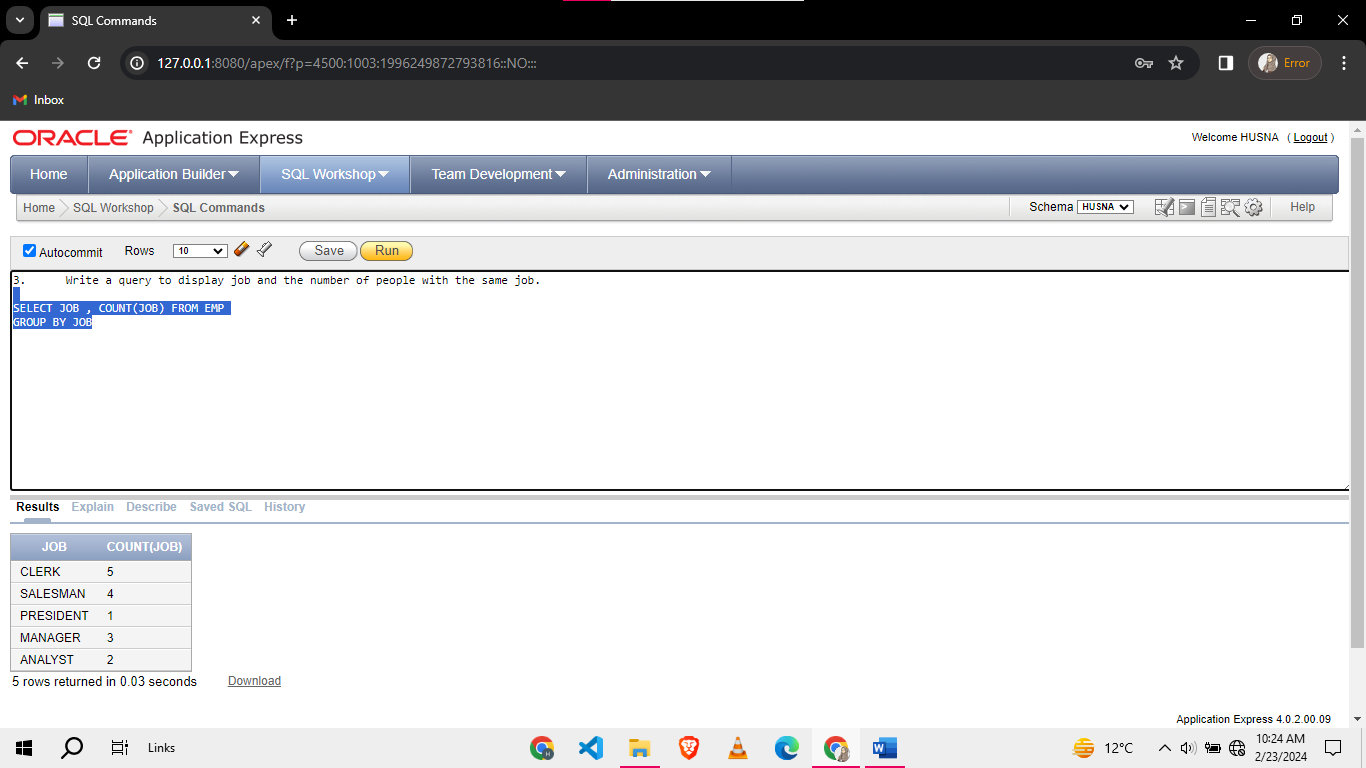 SQL Commands
127.0.0.1:8080/apex/f?p=4500:1003:1996249872793816::NO:::
Error
Inbox
ORACLE Application Express
Welcome HUSNA ( Logout )
Home Application Builder SQL Workshop Team Development Administration
Home SQL Workshop SQL Commands Schema HUSNA Help
Autocommit Rows 10 Save Run
3. Write a query to display job and the number of people with the same job.
SELECT JOB , COUNT(JOB) FROM EMP
GROUP BY JOB
Results Explain Describe Saved SQL History
JOB COUNT(JOB)
CLERK 5
SALESMAN 4
PRESIDENT 1
MANAGER 3
ANALYST 2
5 rows returned in 0.03 seconds Download
Application Express 4.0.2.00.09
Links 12°C 10:24 AM
2/23/2024